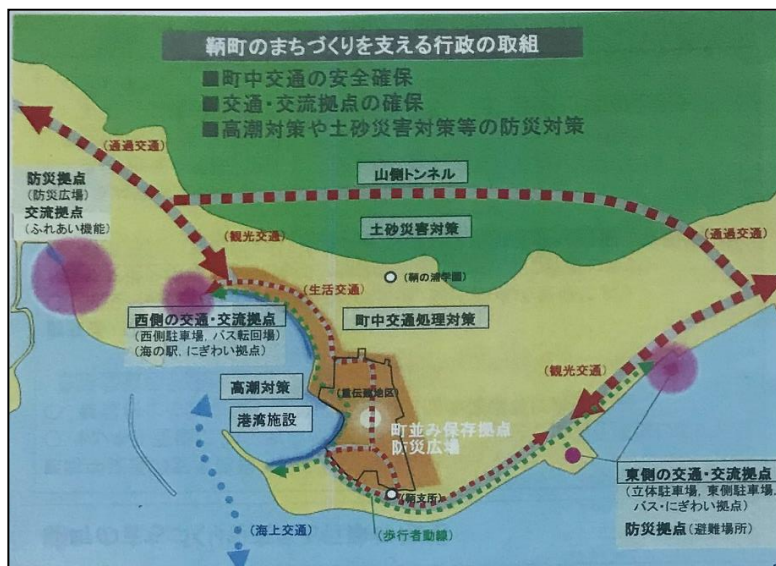 鞆町のまちづくりを支える行政の取組
■町中交通の安全確保
■交通・交流拠点の確保
■高潮対策や土砂災害対策等の防災対策
(通過交通)
山側トンネル
防災拠点
(防災広場)
交流拠点
(ふれあい機能)
土砂災害対策
(通過交通)
(観光交通)
(鞆の浦学園)
(生活交通)
西側の交通・交流拠点
(西側駐車場,バス転回場)
(海の駅,にぎわい拠点)
町中交通処理対策
(観光交通)
高潮対策
(重伝建地区)
港湾施設
町並み保存拠点
防災広場
東側の交通・交流拠点
(立体駐車場,東側駐車場,
バス・にぎわい拠点)
防災拠点(避難場所)
(鞆支所)
(海上交通)
(歩行者動線)